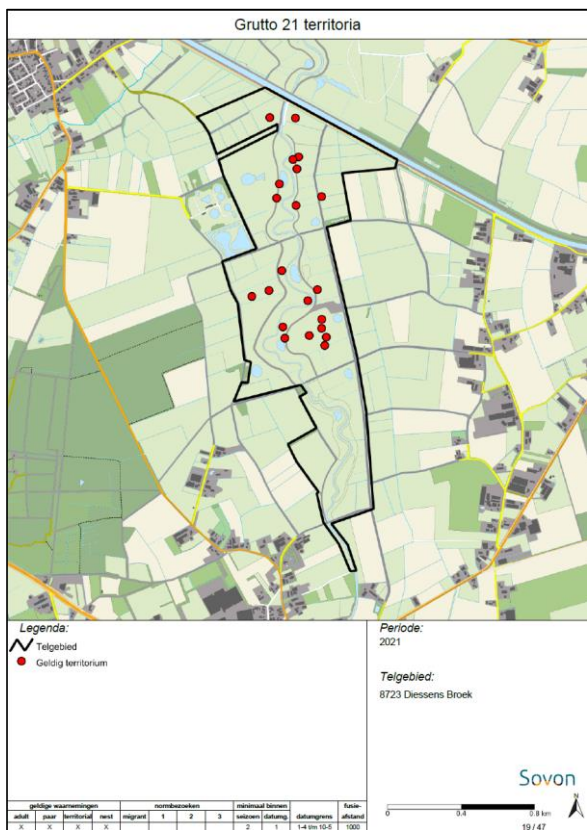 Grutto 21 territoria
Legenda:
Telgebied
Geldig territorium
Periode:
2021
Telgebied:
8723 Diessens Broek
Sovon
0 0.4 0.8 km
N
19 / 47
geldige waarnemingen normbezoeken minimaal binnen fusie-
adult paar territoriaal nest migrant 1 2 3 seizoen datumg. datumgrens afstand
X X X X 2 1 1-4 t/m 10-5 1000